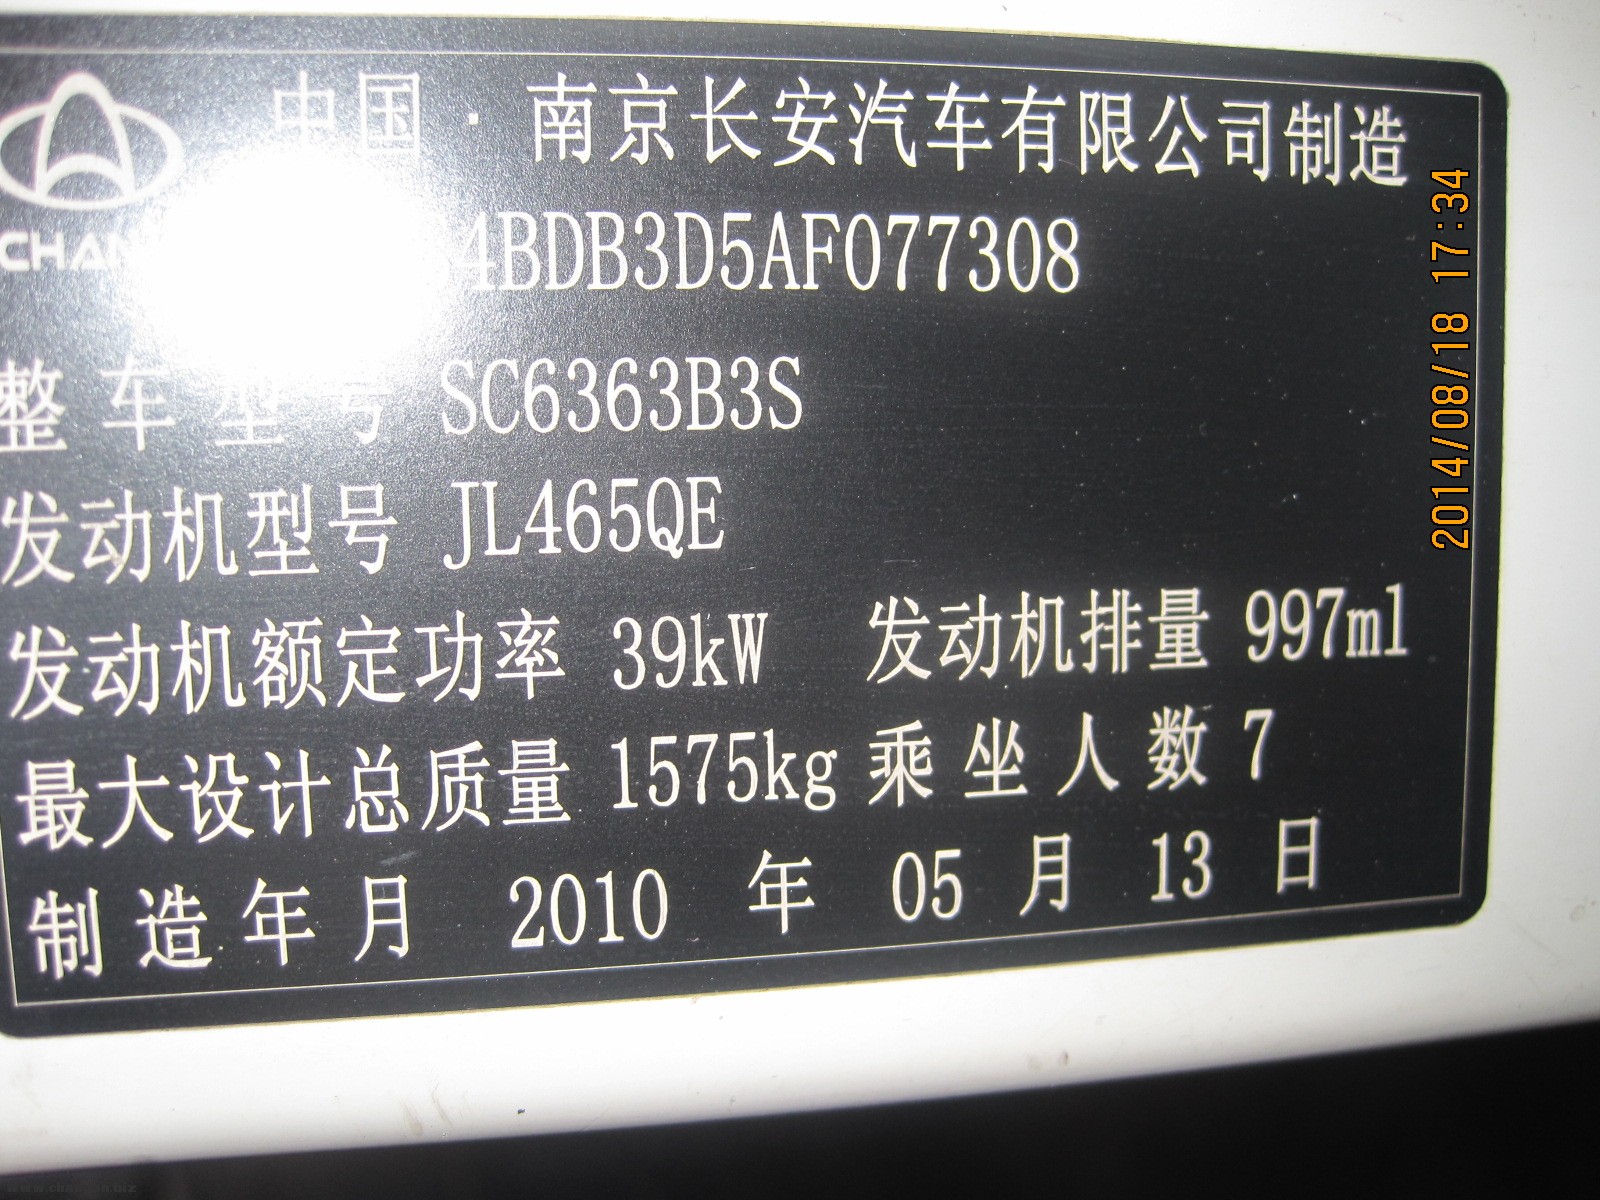 中国·南京长安汽车有限公司制造
CHAN
4BDB3D5AF077308
整车型号 SC6363B3S
发动机型号 JL465QE
发动机额定功率 39kW 发动机排量 997ml
最大设计总质量 1575kg 乘坐人数 7
制造年月 2010 年 05 月 13 日
2014/08/18 17:34